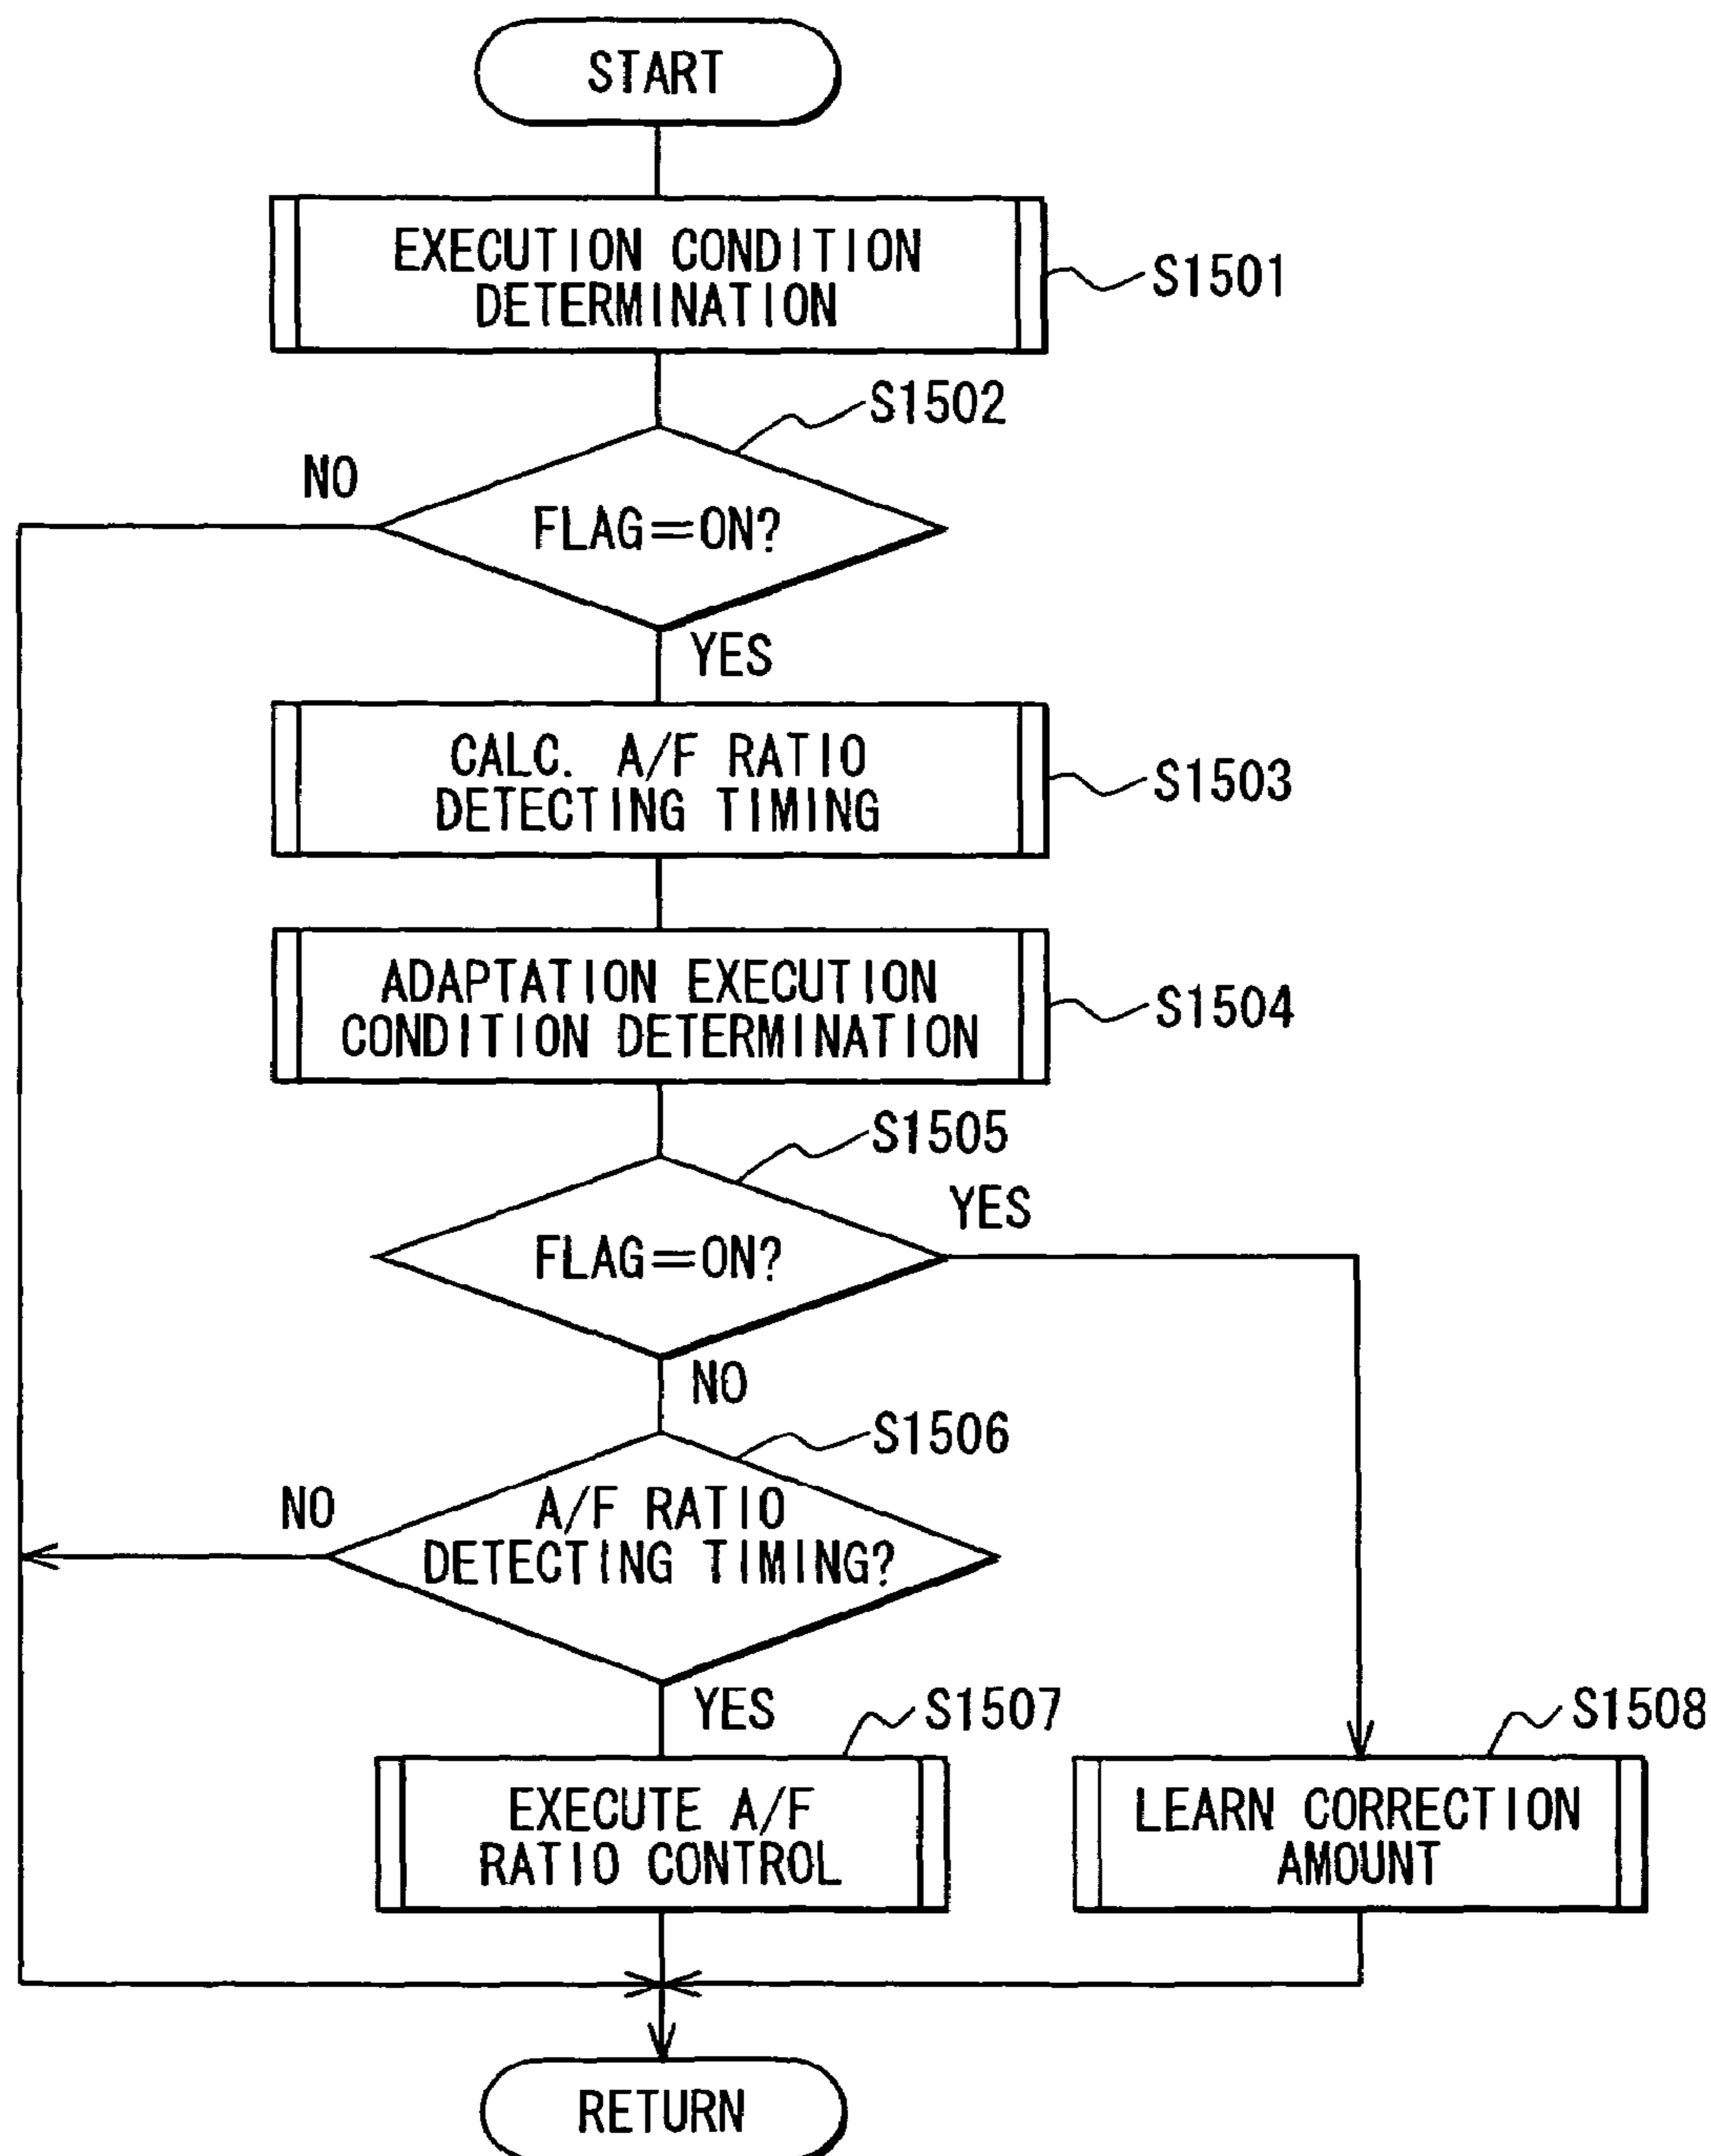 START
EXECUTION CONDITION
DETERMINATION
S1501
S1502
NO
FLAG=ON?
YES
CALC. A/F RATIO
DETECTING TIMING
S1503
ADAPTATION EXECUTION
CONDITION DETERMINATION
S1504
S1505
YES
FLAG=ON?
NO
S1506
NO
A/F RATIO
DETECTING TIMING?
YES
S1507
S1508
EXECUTE A/F
RATIO CONTROL
LEARN CORRECTION
AMOUNT
RETURN